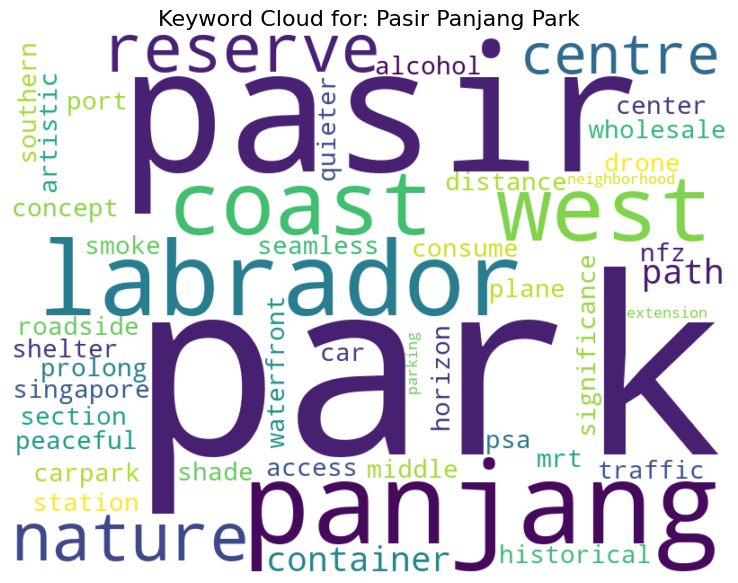 Keyword Cloud for: Pasir Panjang Park
reserve
alcohol
centre
southern
artistic
port
pasir
quieter
center
wholesale
drone
distance
neighborhood
concept
coast
west
smoke
seamless
consume
nfz
path
labrador
plane
significance
extension
roadside
shelter
prolong
singapore
section
peaceful
park
waterfront
car
parking
horizon
psa
mrt
traffic
carpark
shade
access
middle
station
nature
panjang
container
historical